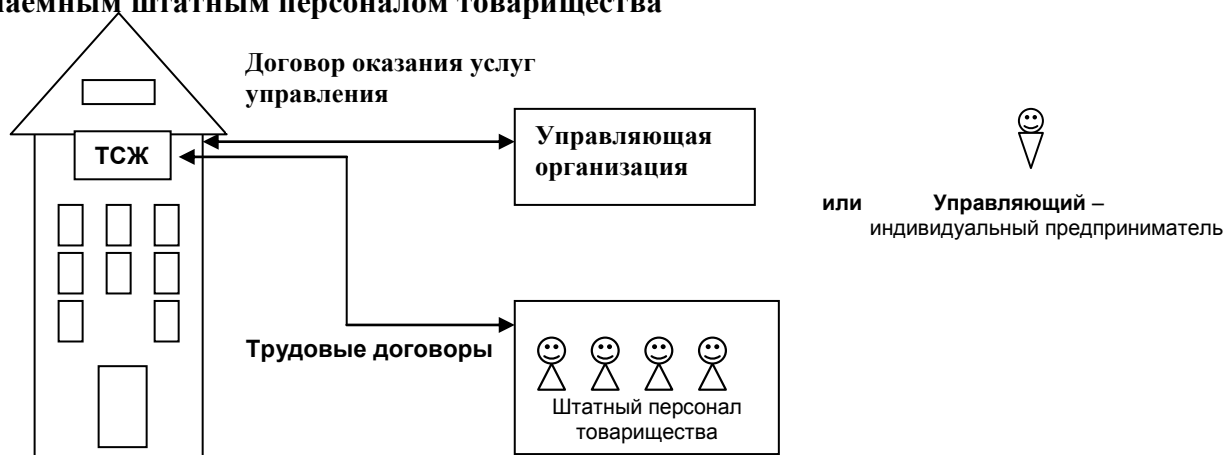 штатным персоналом товарищества
Договор оказания услуг
управления
ТСЖ
Управляющая
организация
или Управляющий –
индивидуальный предприниматель
Трудовые договоры
Штатный персонал
товарищества